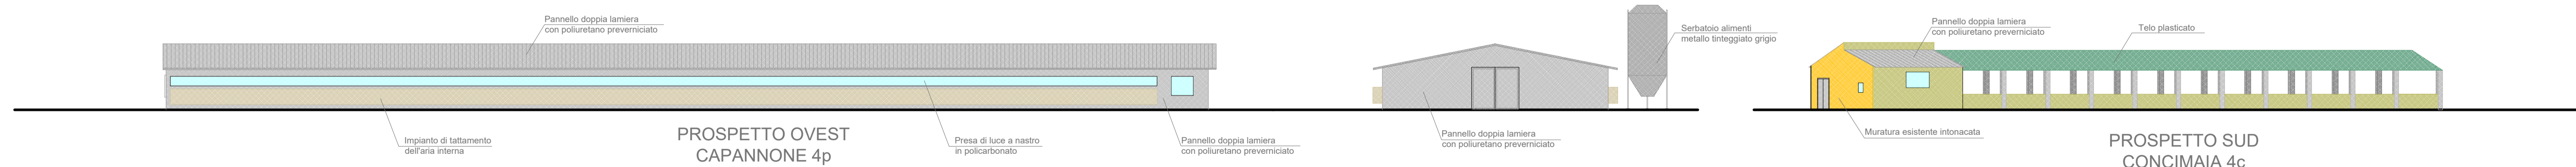 Pannello doppia lamiera
con poliuretano preverniciato
Impianto di tattamento
dell'aria interna
PROSPETTO OVEST
CAPANNONE 4p
Presa di luce a nastro
in policarbonato
Pannello doppia lamiera
con poliuretano preverniciato
Pannello doppia lamiera
con poliuretano preverniciato
Serbatoio alimenti
metallo tinteggiato grigio
Pannello doppia lamiera
con poliuretano preverniciato
Telo plasticato
Muratura esistente intonacata
PROSPETTO SUD
CONCIMAIA 4c